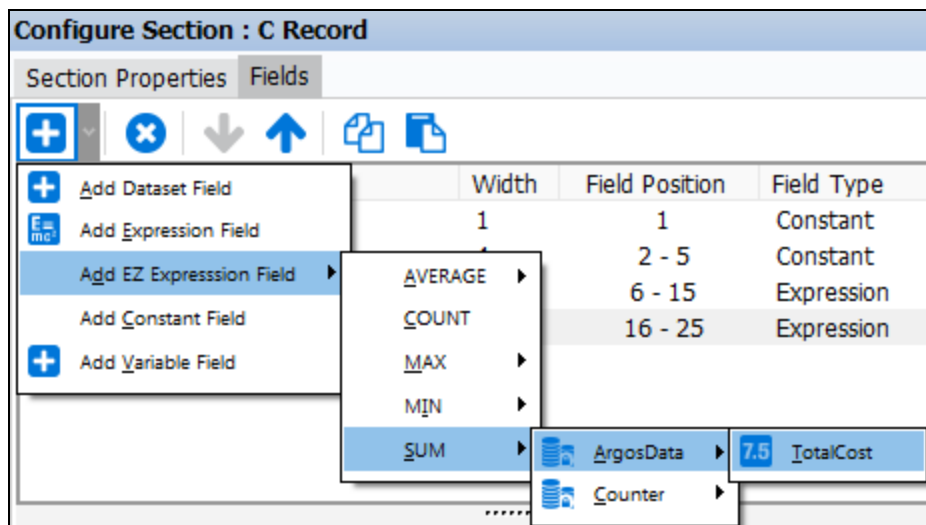 Configure Section : C Record
Section Properties Fields
Width Field Position Field Type
1 1 Constant
2 - 5 Constant
6 - 15 Expression
16 - 25 Expression
Add Dataset Field
E=
mc²
Add Expression Field
Add EZ Expresssion Field
Add Constant Field
Add Variable Field
AVERAGE
COUNT
MAX
MIN
SUM
ArgosData
Counter
7.5 TotalCost